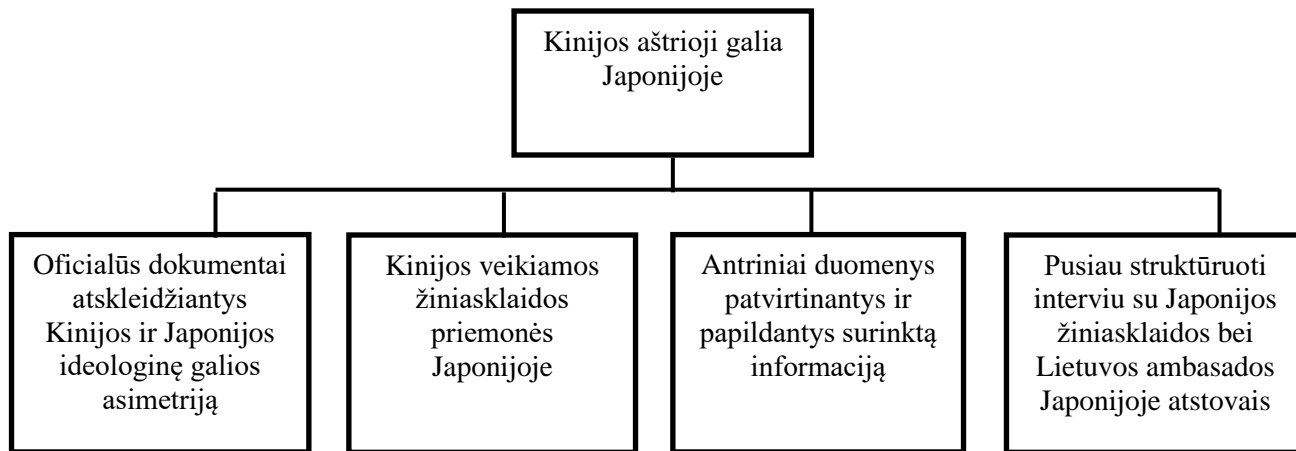 Kinijos aštrioji galia
Japonijoje
Oficialūs dokumentai
atskleidžiantys
Kinijos ir Japonijos
ideologinę galios
asimetriją
Kinijos veikiamos
žiniasklaidos
priemonės
Japonijoje
Antriniai duomenys
patvirtinantys ir
papildantys surinktą
informaciją
Pusiau struktūruoti
interviu su Japonijos
žiniasklaidos bei
Lietuvos ambasados
Japonijoje atstovais